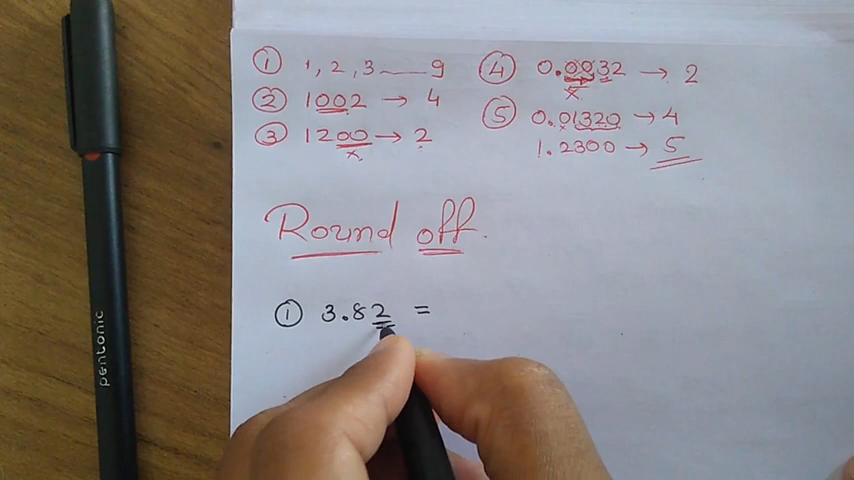 ① 1, 2, 3 —— 9
② 1002 → 4
③ 1200 → 2
x
④ 0.0032 → 2
x
⑤ 0.01320 → 4
x
1.2300 → 5
Round off.
① 3.82 =
pentonic